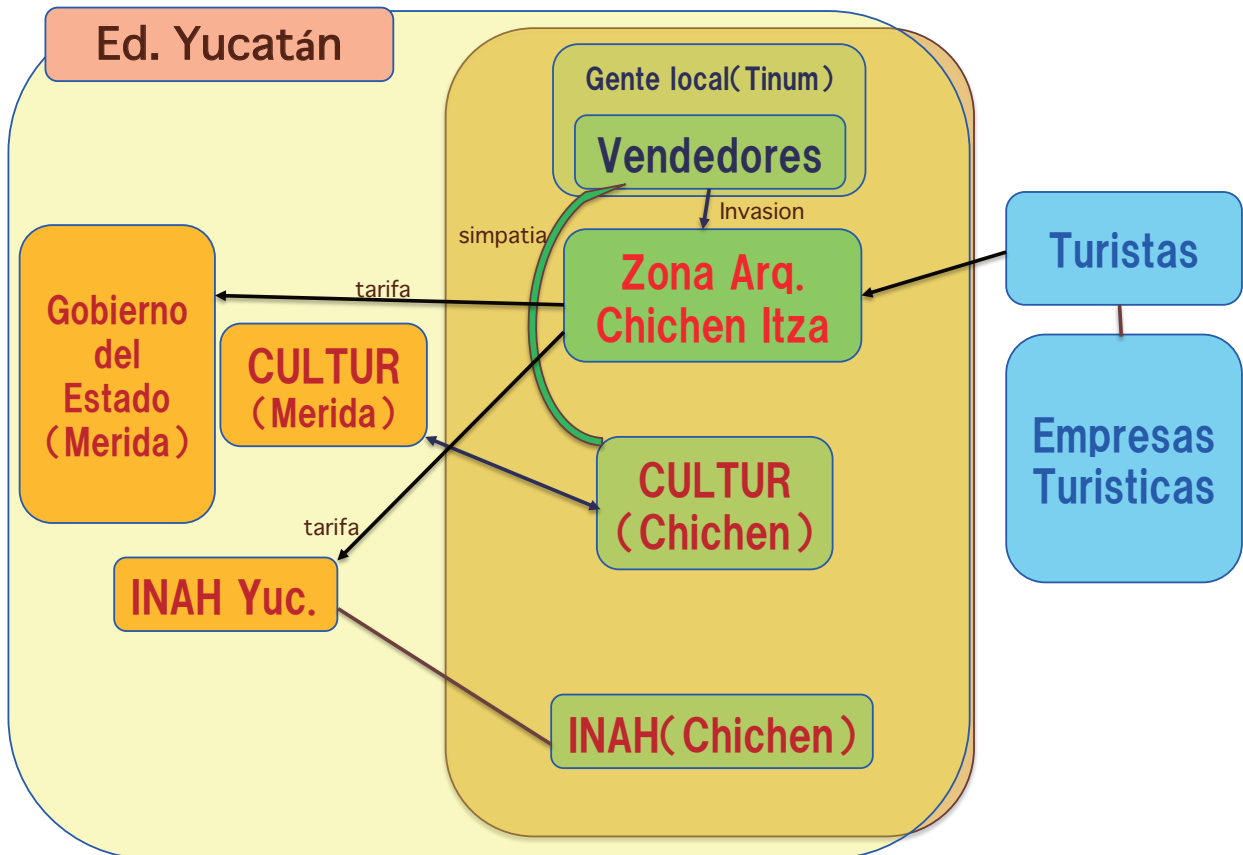 Ed. Yucatán
Gente local(Tinum)
Vendedores
Invasion
simpatia
Zona Arq.
Chichen Itza
Turistas
tarifa
Gobierno
del
Estado
(Merida)
CULTUR
(Merida)
Empresas
Turisticas
CULTUR
(Chichen)
tarifa
INAH Yuc.
INAH(Chichen)